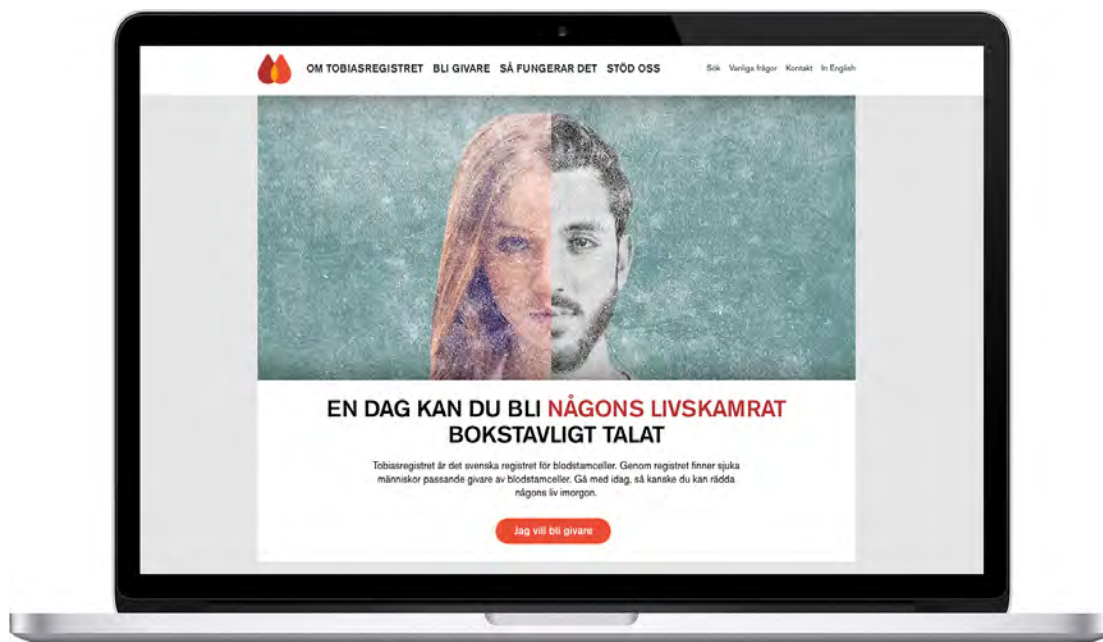 OM TOBIASREGISTRET BLI GIVARE SÅ FUNGERAR DET STÖD OSS Sök Vanliga frågor Kontakt In English
EN DAG KAN DU BLI NÅGONS LIVSKAMRAT
BOKSTAVLIGT TALAT
Tobiasregistret är det svenska registret för blodstamceller. Genom registret finner sjuka
människor passande givare av blodstamceller. Gå med idag, så kanske du kan rädda
någons liv imorgon.
Jag vill bli givare